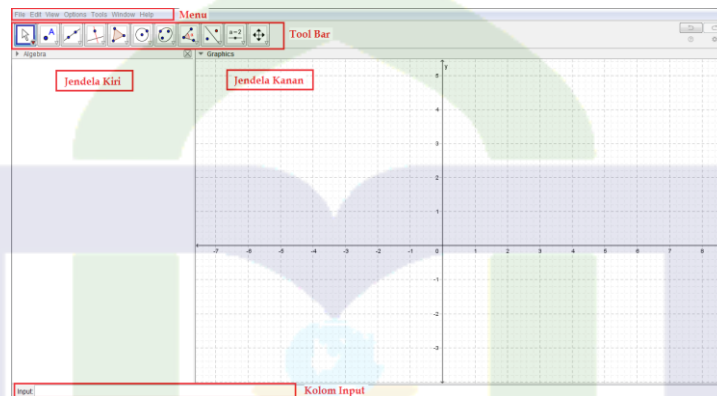 File Edit View Options Tools Window Help
Menu
A
a=2
Tool Bar
Algebra
Graphics
Jendela Kiri
Jendela Kanan
Y
5
4
3
2
1
-7 -6 -5 -4 -3 -2 -1 0 1 2 3 4 5 6 7 8
-1
-2
-3
Input:
Kolom Input